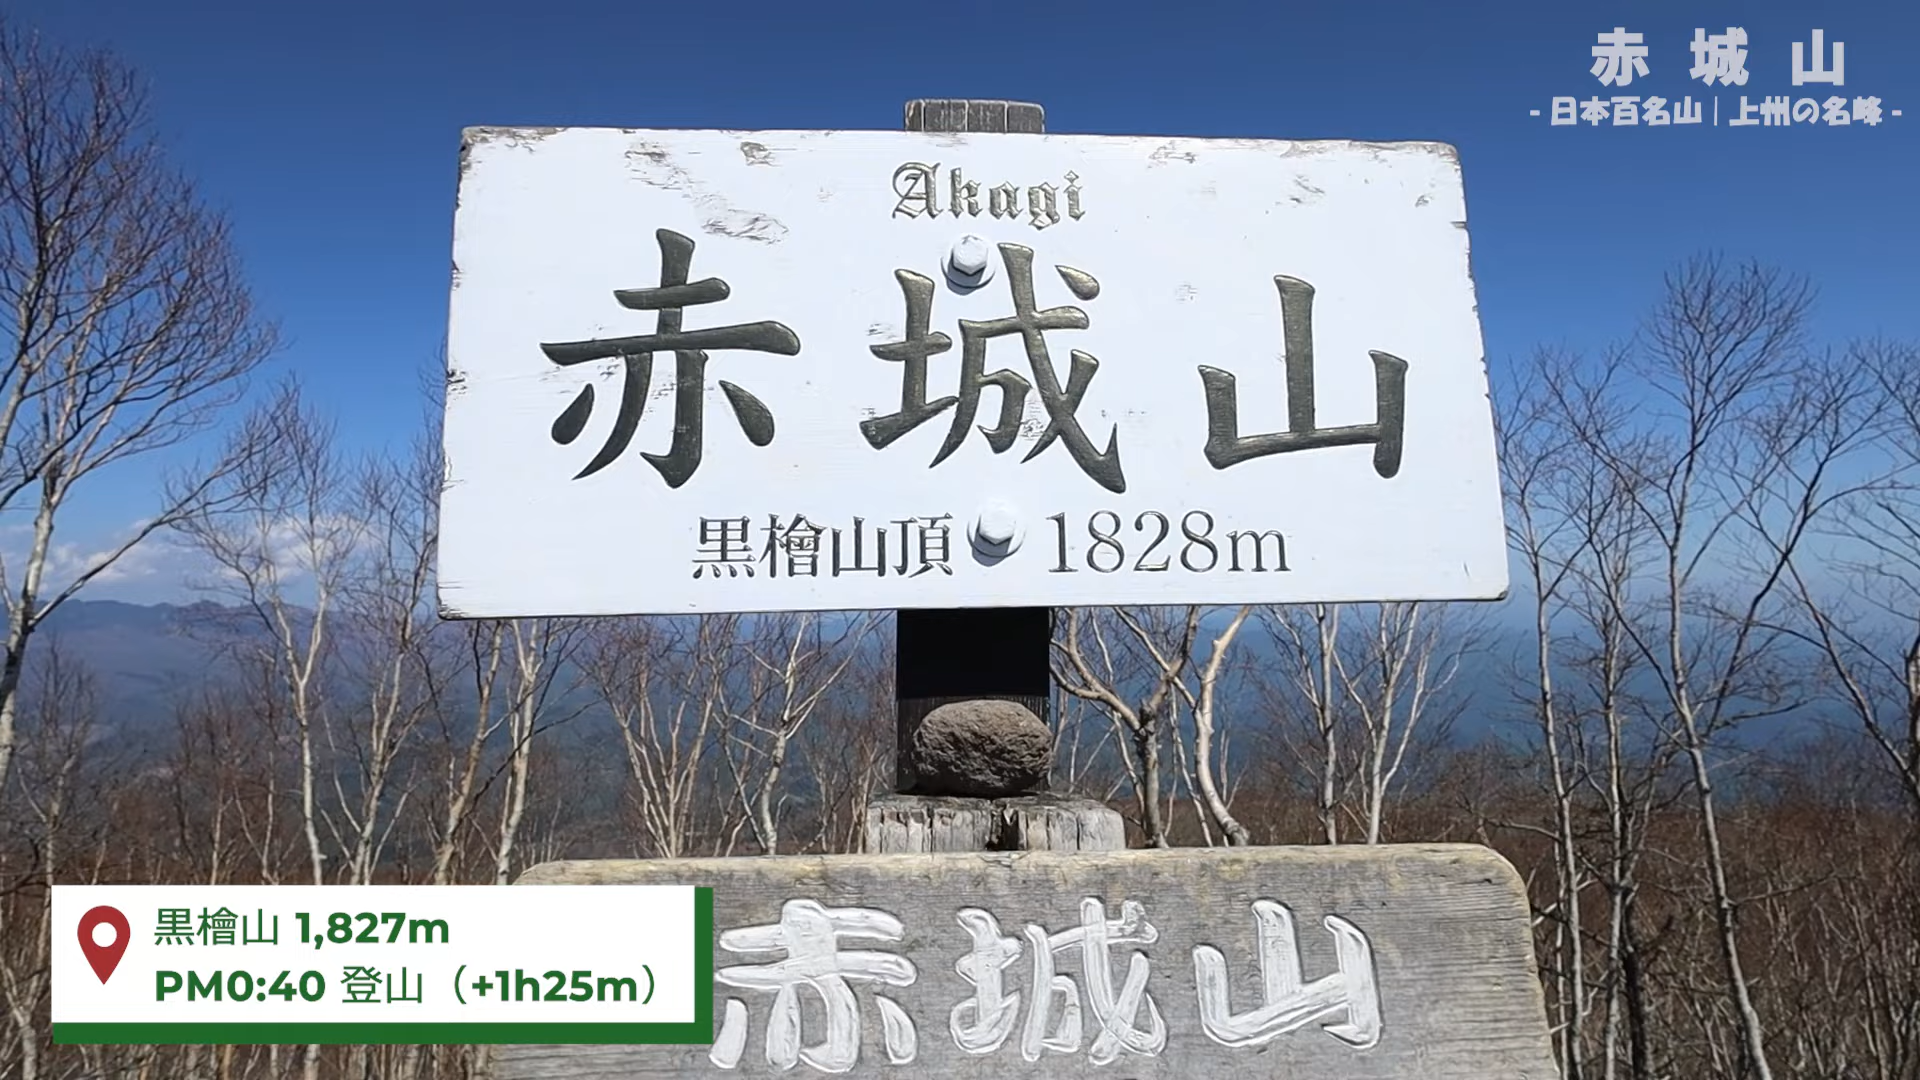 赤城山
- 日本百名山｜上州の名峰 -
Akagi
赤城山
黒檜山頂 1828m
赤城山
黒檜山 1,827m
PM0:40 登山（+1h25m）